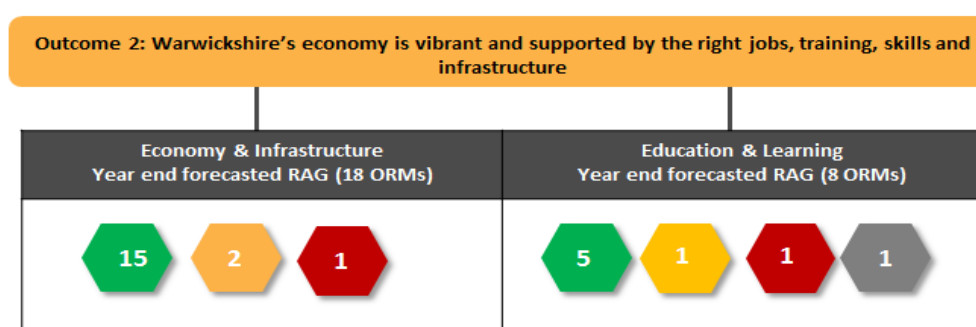 Outcome 2: Warwickshire's economy is vibrant and supported by the right jobs, training, skills and
infrastructure
Economy & Infrastructure
Year end forecasted RAG (18 ORMs)
Education & Learning
Year end forecasted RAG (8 ORMs)
15 2 1
5 1 1 1